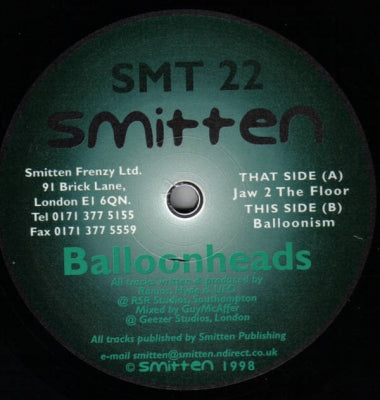 SMT 22
smitten
Smitten Frenzy Ltd.
91 Brick Lane,
London E1 6QN.
Tel 0171 377 5155
Fax 0171 377 5559
THAT SIDE (A)
Jaw 2 The Floor
THIS SIDE (B)
Balloonism
Balloonheads
All tracks written & produced by
& UFO
@ RSR Studios, Southampton
Mixed by GuyMcAffer
@ Geezer Studios, London
All tracks published by Smitten Publishing
e-mail smitten@smitten.ndirect.co.uk
© smitten 1998